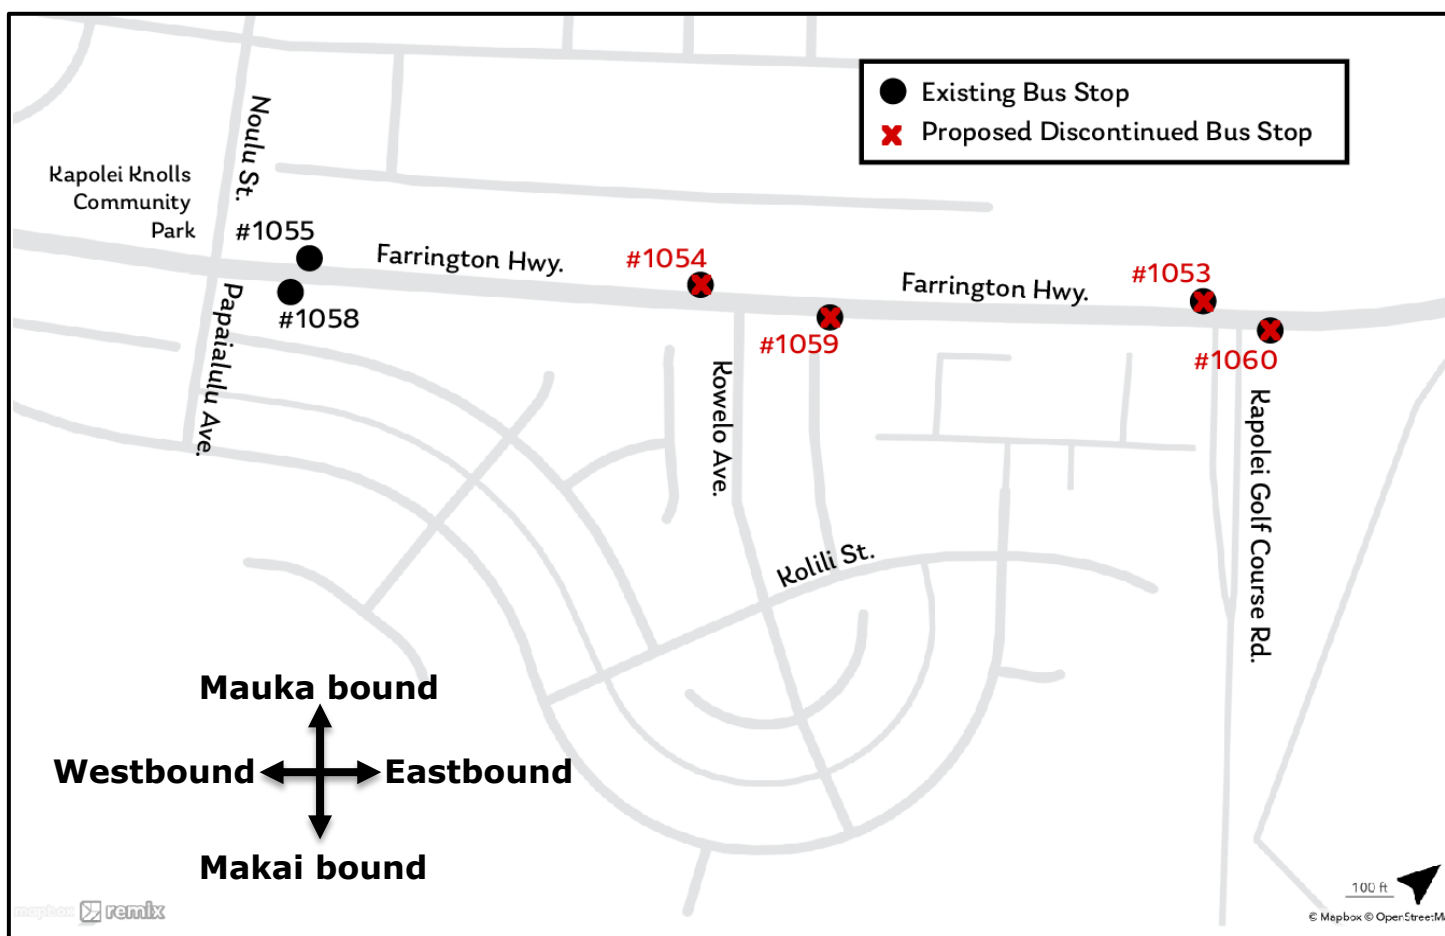 Existing Bus Stop
Proposed Discontinued Bus Stop
Noulu St.
Kapolei Knolls
Community
Park
#1055
Farrington Hwy.
#1054
#1053
Farrington Hwy.
#1058
#1059
#1060
Papaialulu Ave.
Kowelo Ave.
Kapolei Golf Course Rd.
Kolili St.
Mauka bound
Westbound
Eastbound
Makai bound
mapbox remix
100 ft
© Mapbox © OpenStreetM